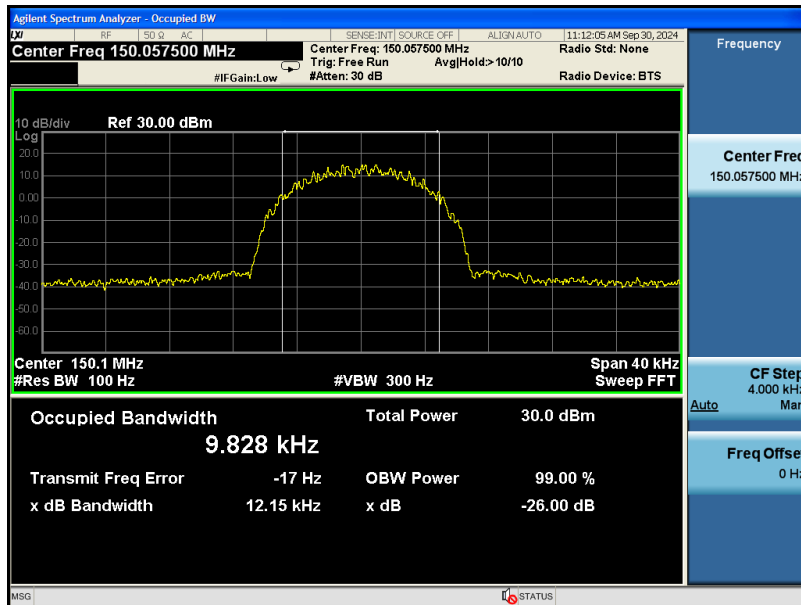 Agilent Spectrum Analyzer - Occupied BW
LXI RF 50 Ω AC SENSE:INT SOURCE OFF ALIGN AUTO 11:12:05 AM Sep 30, 2024
Center Freq 150.057500 MHz
Center Freq: 150.057500 MHz
Radio Std: None
Trig: Free Run Avg|Hold:> 10/10
#IFGain:Low
#Atten: 30 dB
Radio Device: BTS
10 dB/div Ref 30.00 dBm
Log
20.0
10.0
0.00
-10.0
-20.0
-30.0
-40.0
-50.0
-60.0
Center 150.1 MHz
Span 40 kHz
#Res BW 100 Hz
#VBW 300 Hz
Sweep FFT
Occupied Bandwidth
9.828 kHz
Total Power 30.0 dBm
Transmit Freq Error -17 Hz
OBW Power 99.00 %
x dB Bandwidth 12.15 kHz
x dB -26.00 dB
MSG
STATUS
Frequency
Center Freq
150.057500 MHz
CF Step
4.000 kHz
Auto Man
Freq Offset
0 Hz